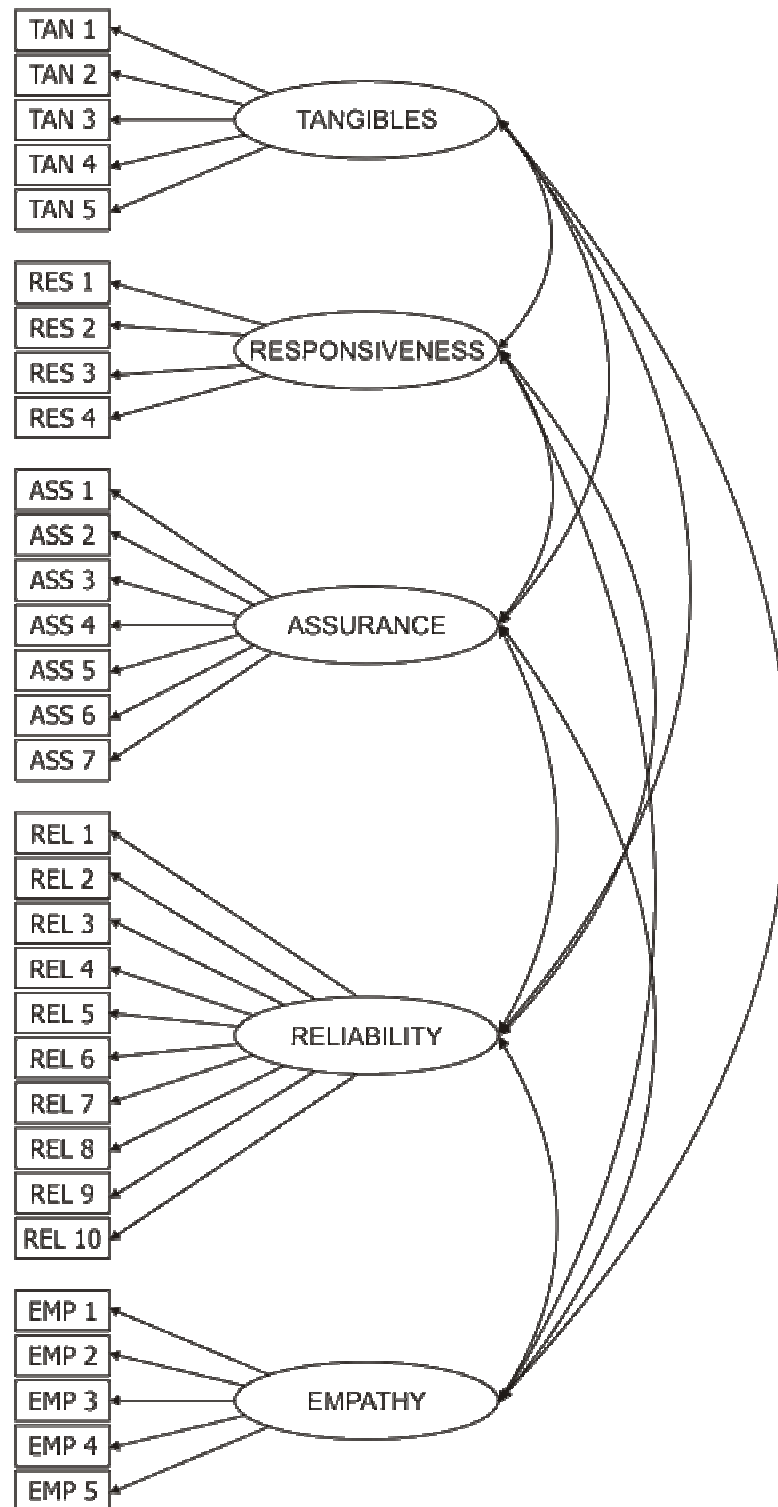 TAN 1
TAN 2
TAN 3
TAN 4
TAN 5
TANGIBLES
RES 1
RES 2
RES 3
RES 4
RESPONSIVENESS
ASS 1
ASS 2
ASS 3
ASS 4
ASS 5
ASS 6
ASS 7
ASSURANCE
REL 1
REL 2
REL 3
REL 4
REL 5
REL 6
REL 7
REL 8
REL 9
REL 10
RELIABILITY
EMP 1
EMP 2
EMP 3
EMP 4
EMP 5
EMPATHY